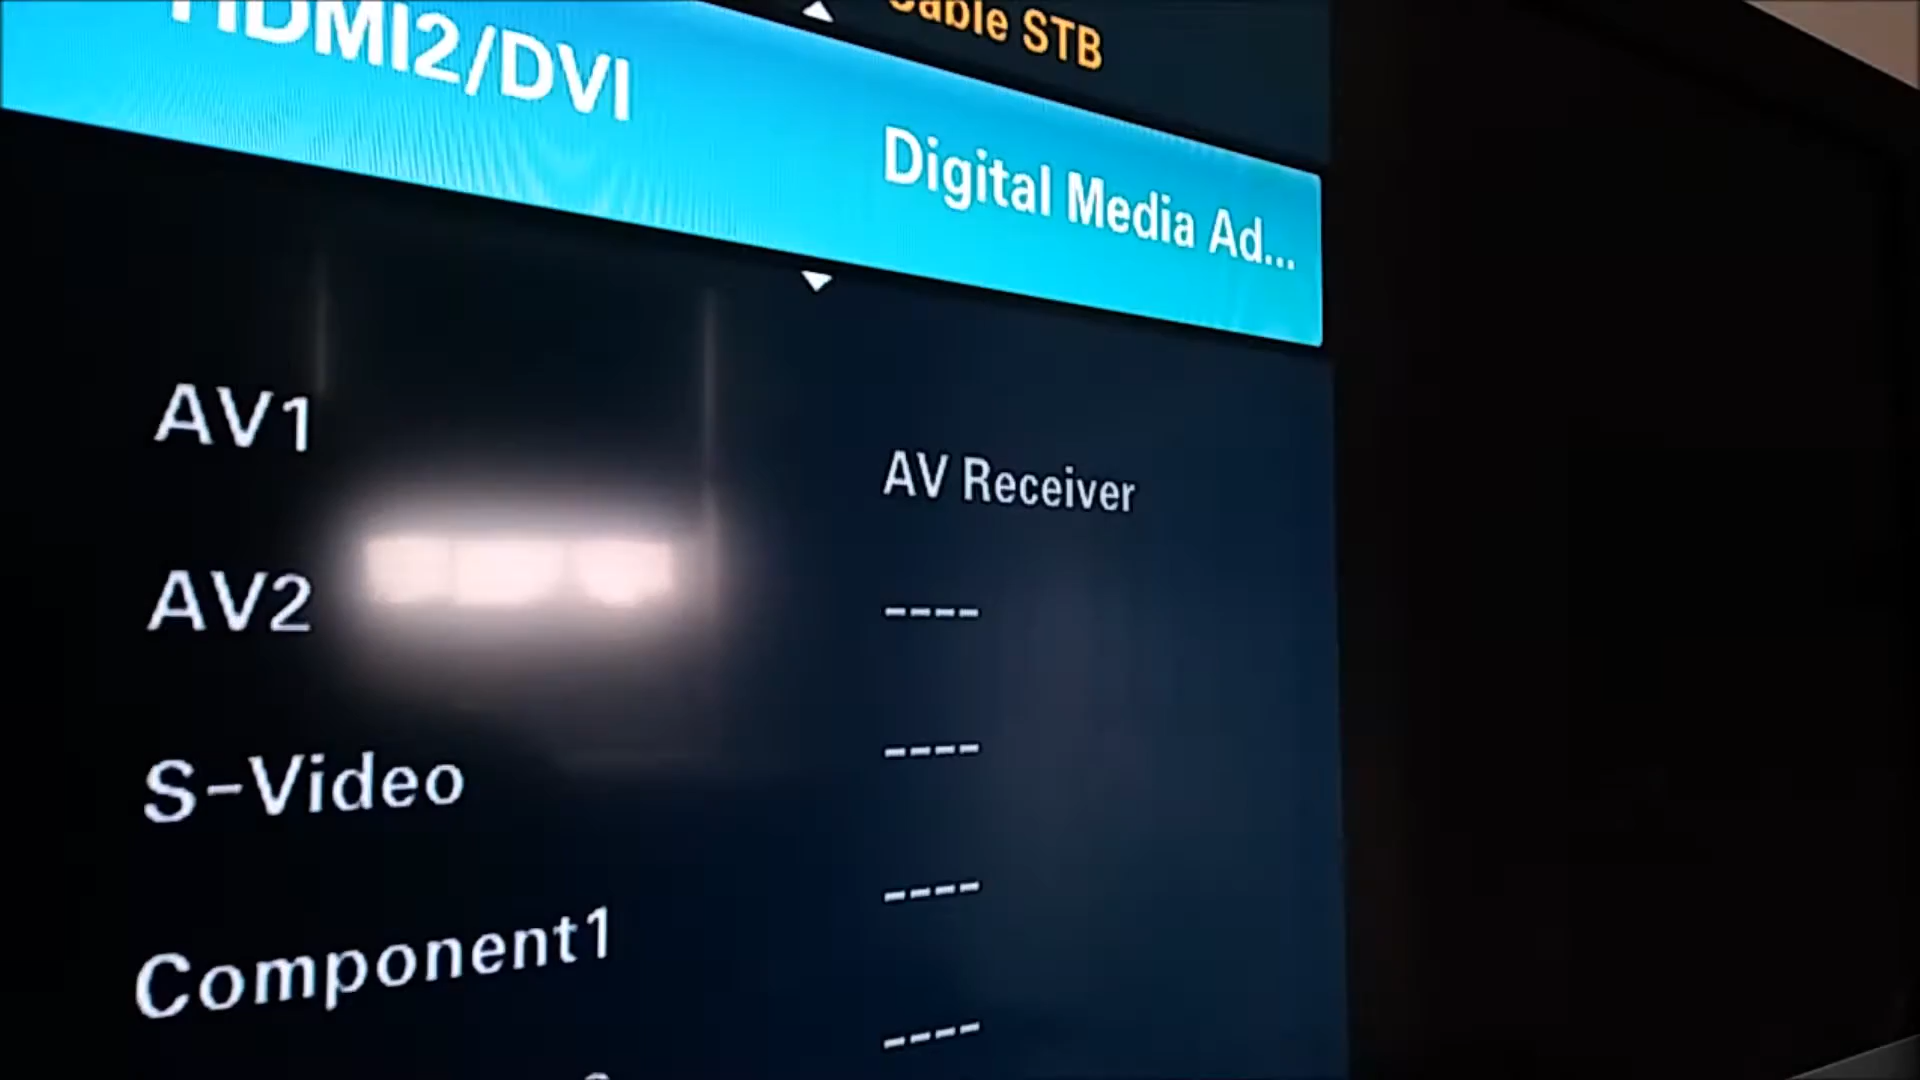 Cable STB
HDMI2/DVI
Digital Media Ad...
AV1
AV Receiver
AV2
----
S-Video
----
Component1
----
----